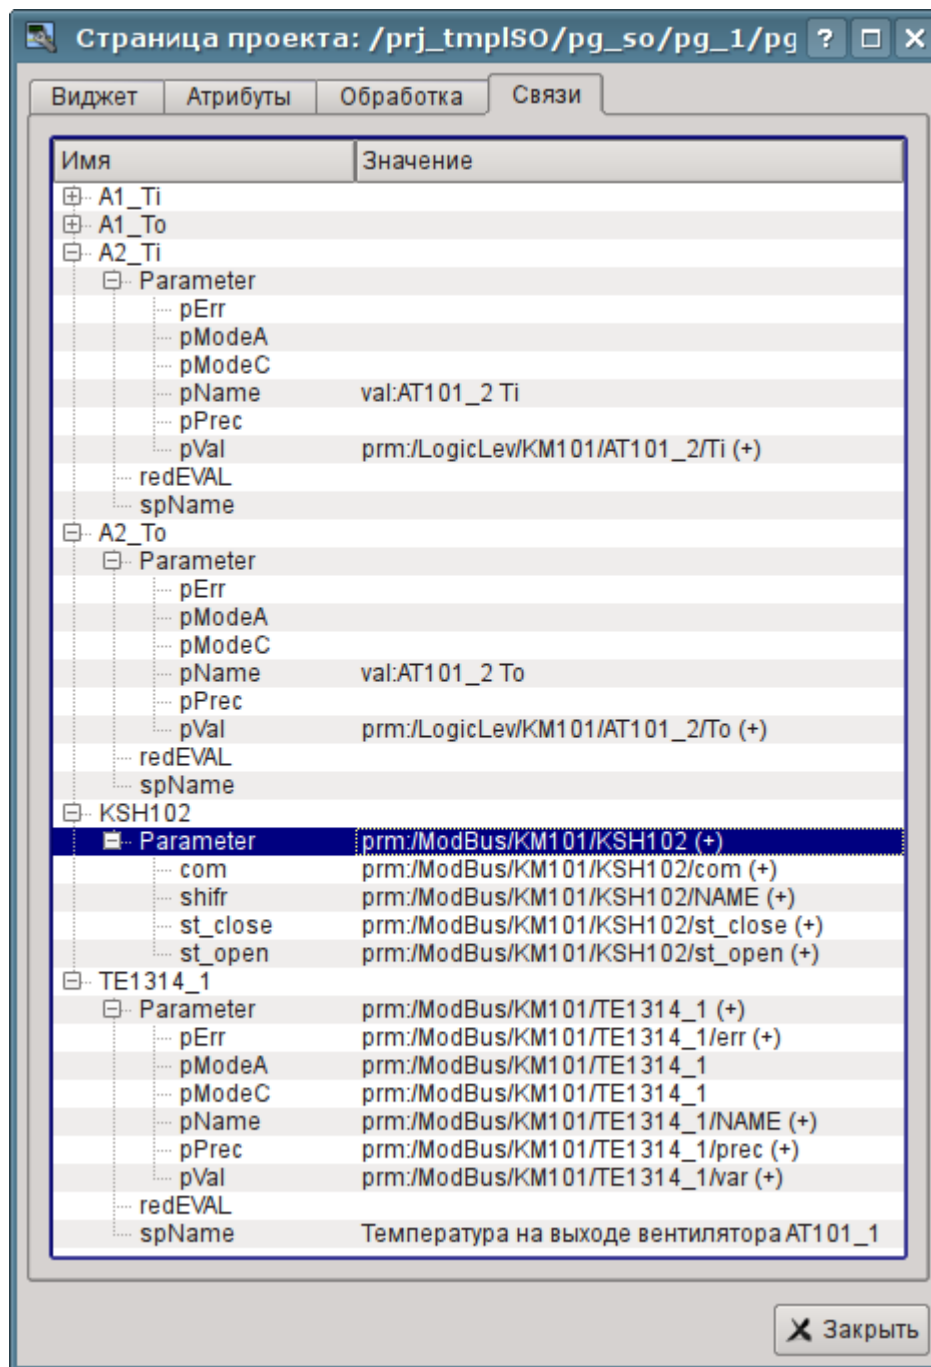 Страница проекта: /prj_tmplSO/pg_so/pg_1/pg
Виджет Атрибуты Обработка Связи
Имя Значение
A1_Ti
A1_To
A2_Ti
Parameter
pErr
pModeA
pModeC
pName val:AT101_2 Ti
pPrec
pVal prm:/LogicLev/KM101/AT101_2/Ti (+)
redEVAL
spName
A2_To
Parameter
pErr
pModeA
pModeC
pName val:AT101_2 To
pPrec
pVal prm:/LogicLev/KM101/AT101_2/To (+)
redEVAL
spName
KSH102
Parameter prm:/ModBus/KM101/KSH102 (+)
com prm:/ModBus/KM101/KSH102/com (+)
shifr prm:/ModBus/KM101/KSH102/NAME (+)
st_close prm:/ModBus/KM101/KSH102/st_close (+)
st_open prm:/ModBus/KM101/KSH102/st_open (+)
TE1314_1
Parameter prm:/ModBus/KM101/TE1314_1 (+)
pErr prm:/ModBus/KM101/TE1314_1/err (+)
pModeA prm:/ModBus/KM101/TE1314_1
pModeC prm:/ModBus/KM101/TE1314_1
pName prm:/ModBus/KM101/TE1314_1/NAME (+)
pPrec prm:/ModBus/KM101/TE1314_1/prec (+)
pVal prm:/ModBus/KM101/TE1314_1/var (+)
redEVAL
spName Температура на выходе вентилятора AT101_1
Закрыть